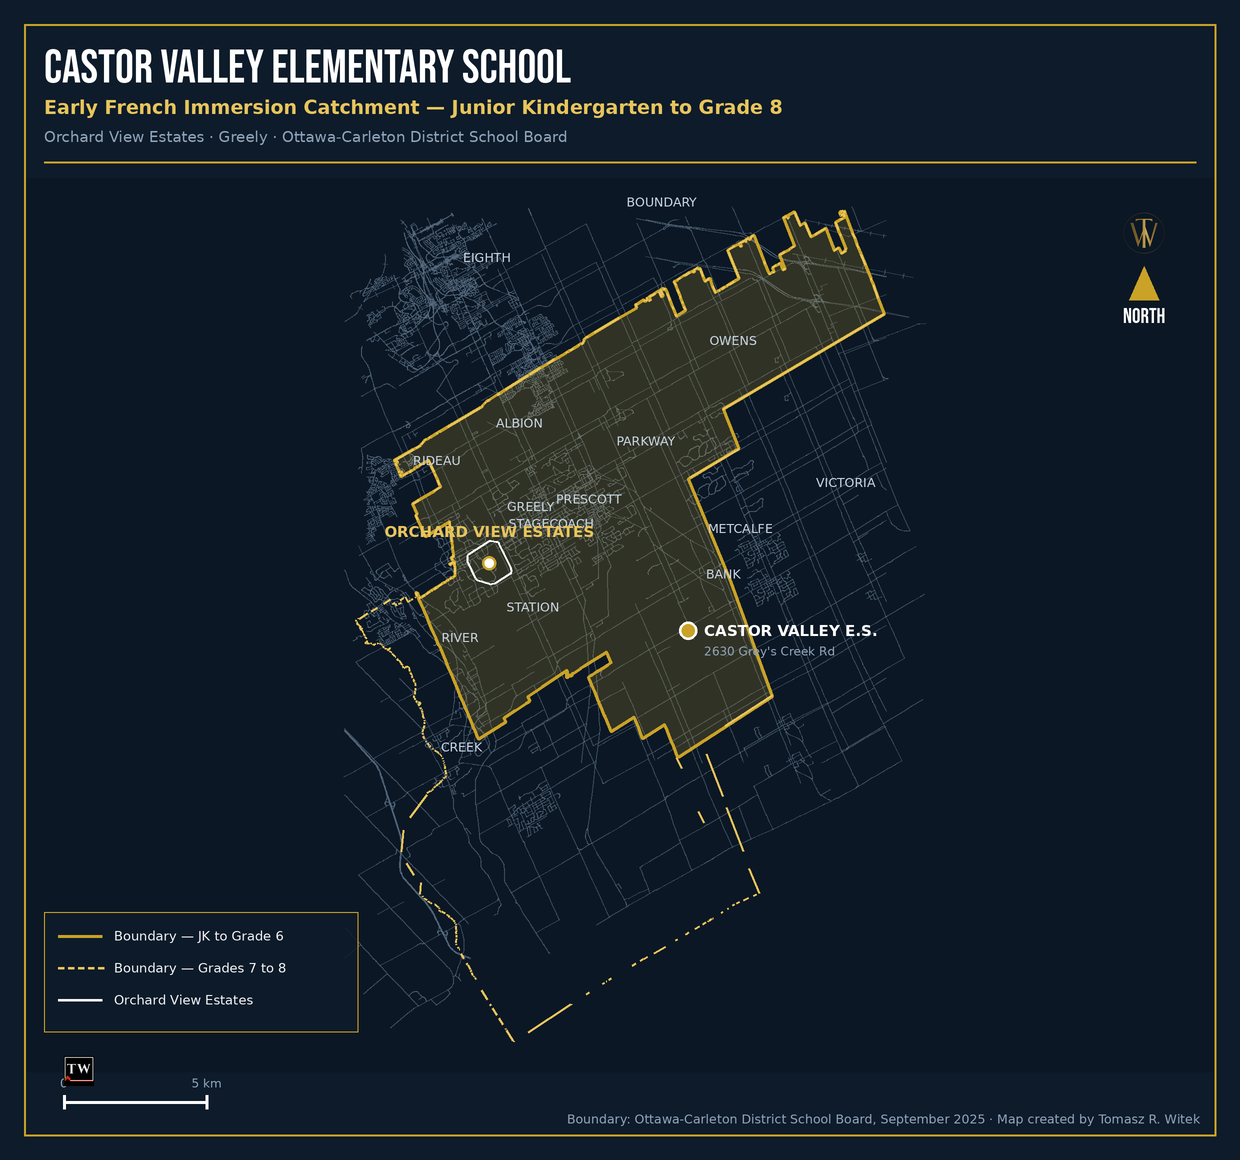 CASTOR VALLEY ELEMENTARY SCHOOL
Early French Immersion Catchment — Junior Kindergarten to Grade 8
Orchard View Estates · Greely · Ottawa-Carleton District School Board
BOUNDARY
TW
EIGHTH
NORTH
OWENS
ALBION
PARKWAY
RIDEAU
VICTORIA
PRESCOTT
GREELY
STAGECOACH
METCALFE
ORCHARD VIEW ESTATES
BANK
STATION
CASTOR VALLEY E.S.
RIVER
2630 Grey's Creek Rd
CREEK
Boundary — JK to Grade 6
Boundary — Grades 7 to 8
Orchard View Estates
TW
0 5 km
Boundary: Ottawa-Carleton District School Board, September 2025 · Map created by Tomasz R. Witek